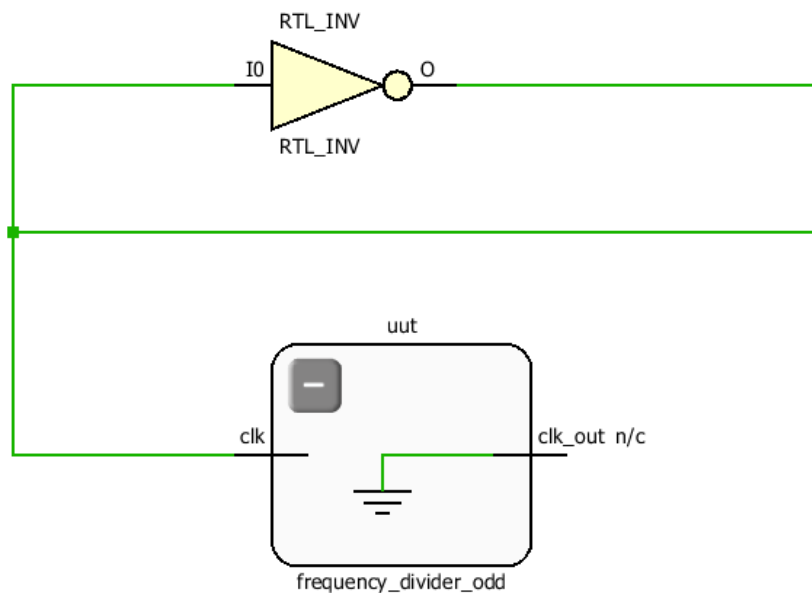 RTL_INV
I0
O
RTL_INV
uut
clk
clk_out n/c
frequency_divider_odd